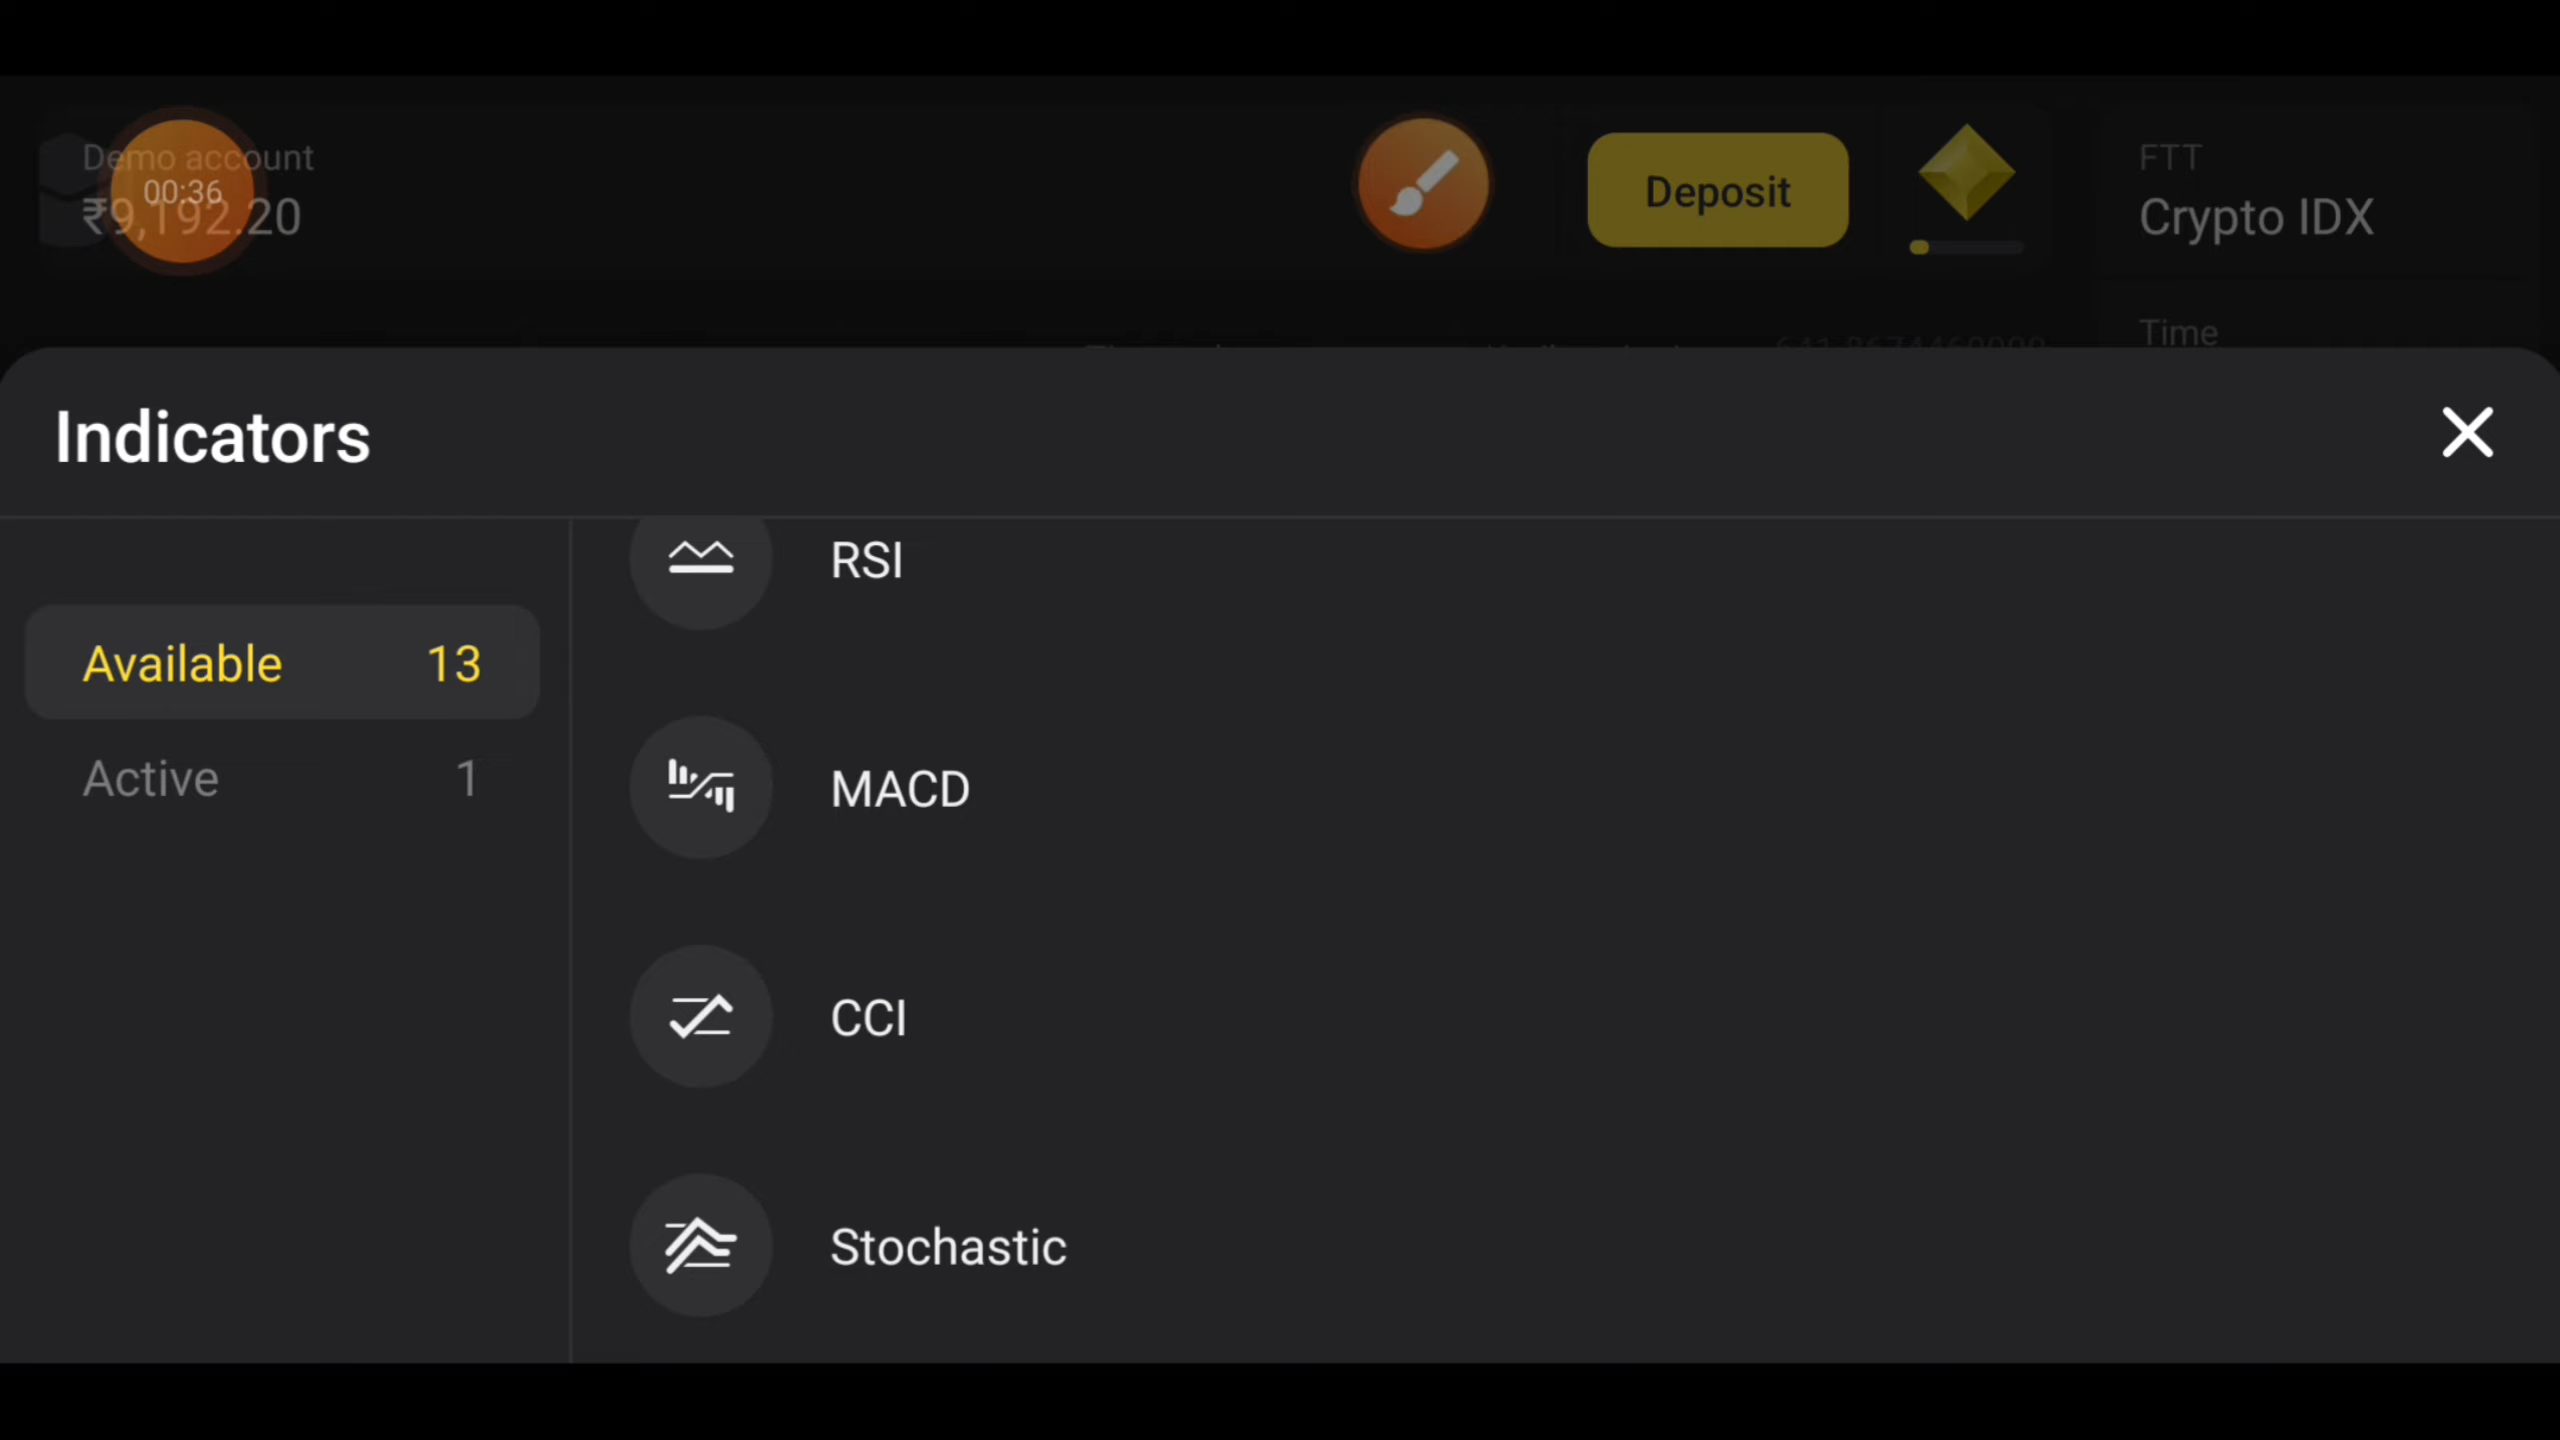 Demo account
00:36
₹9,192.20
Deposit
FTT
Crypto IDX
Time
Indicators
Available 13
Active 1
RSI
MACD
CCI
Stochastic